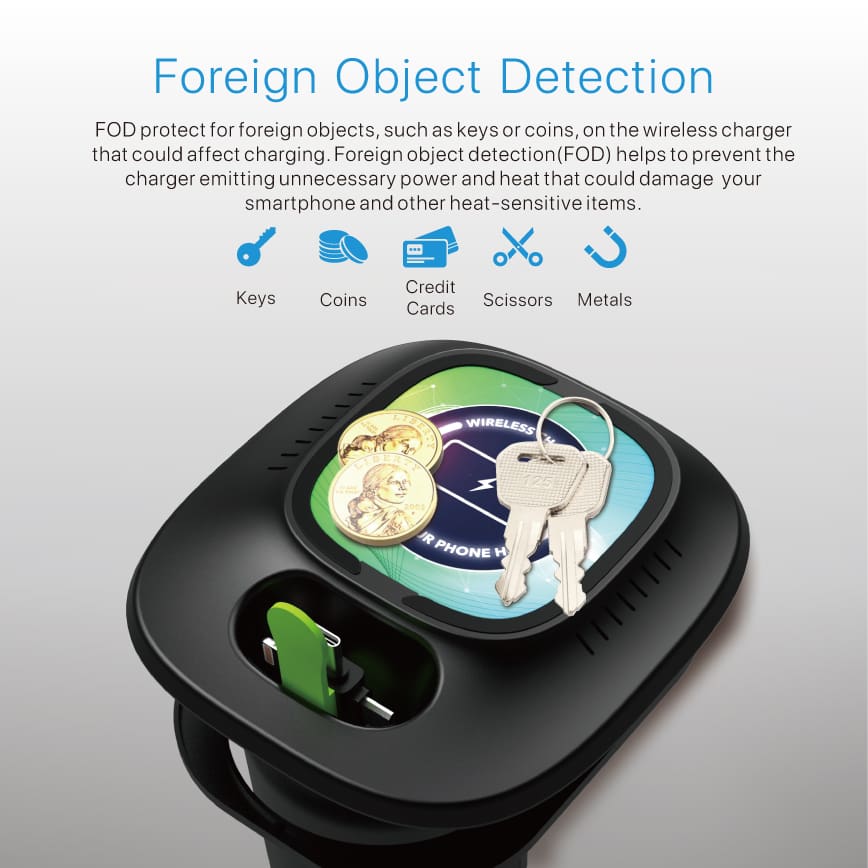 Foreign Object Detection
FOD protect for foreign objects, such as keys or coins, on the wireless charger
that could affect charging. Foreign object detection(FOD) helps to prevent the
charger emitting unnecessary power and heat that could damage your
smartphone and other heat-sensitive items.
Keys
Coins
Credit
Cards
Scissors
Metals
WIRELESS
LIBERTY
LIBERTY
125
PHONE